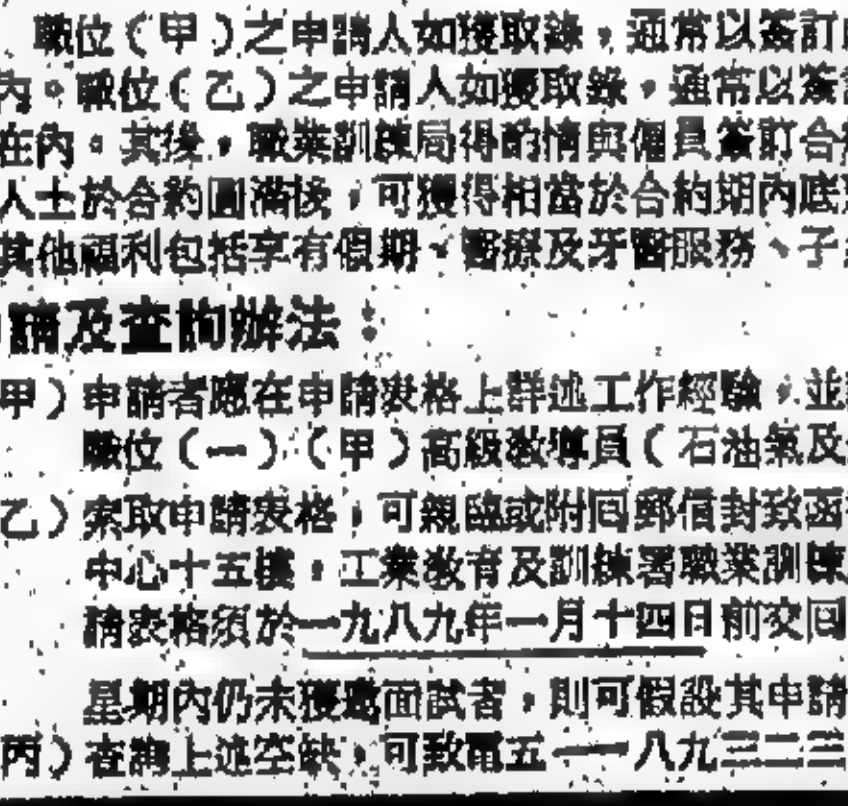 職位（甲）之申請人如獲取錄，通常以簽訂
內。職位（乙）之申請人如獲取錄，通常以簽
在內。其後，職業訓練局得酌情與僱員簽訂合
人士於合約圓滿後，可獲得相當於合約期內底
其他福利包括享有假期、醫療及牙醫服務、子
請及查詢辦法：
甲）申請者應在申請表格上詳述工作經驗，並
職位（一）（甲）高級教導員（石油氣及
乙）索取申請表格，可親臨或附回郵信封致函
中心十五樓，工業教育及訓練署職業訓練
請表格須於一九八九年一月十四日前交回
星期內仍未獲邀面試者，則可假設其申請
丙）查詢上述空缺，可致電五一一八九三二三